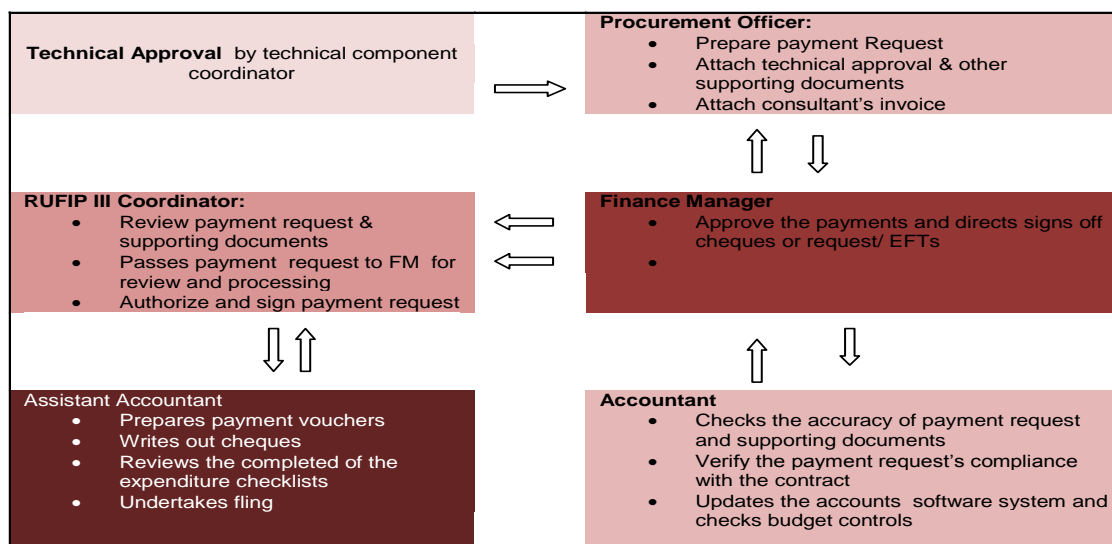 Technical Approval by technical component
coordinator
Procurement Officer:
• Prepare payment Request
• Attach technical approval & other
supporting documents
• Attach consultant's invoice
RUFIP III Coordinator:
• Review payment request &
supporting documents
• Passes payment request to FM for
review and processing
• Authorize and sign payment request
Finance Manager
• Approve the payments and directs signs off
cheques or request/ EFTs
•
Assistant Accountant
• Prepares payment vouchers
• Writes out cheques
• Reviews the completed of the
expenditure checklists
• Undertakes fling
Accountant
• Checks the accuracy of payment request
and supporting documents
• Verify the payment request's compliance
with the contract
• Updates the accounts software system and
checks budget controls